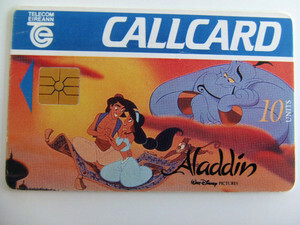 TELECOM
EIREANN
CALLCARD
10
UNITS
Aladdin
WALT DISNEY PICTURES